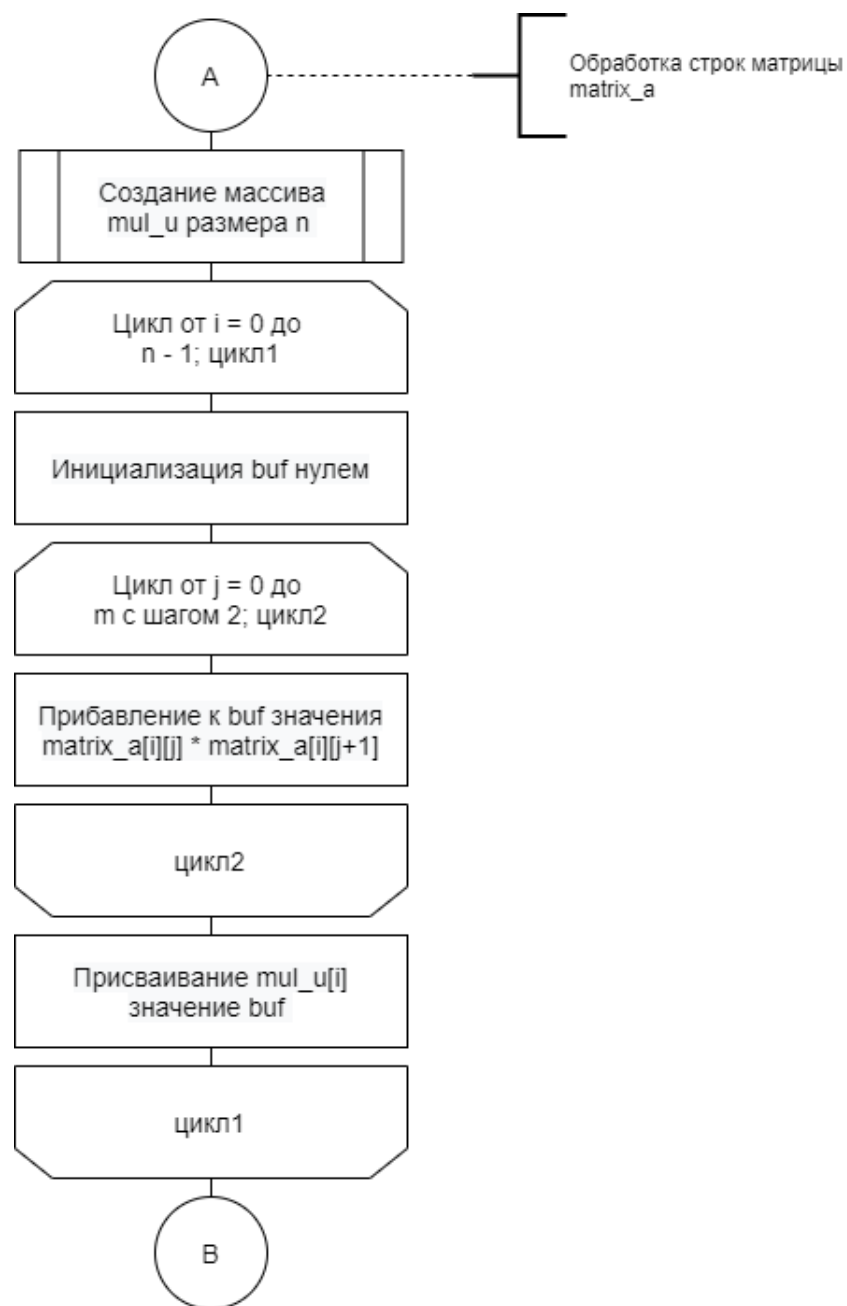 A
Обработка строк матрицы
matrix_a
Создание массива
mul_u размера n
Цикл от i = 0 до
n - 1; цикл1
Инициализация buf нулем
Цикл от j = 0 до
m с шагом 2; цикл2
Прибавление к buf значения
matrix_a[i][j] * matrix_a[i][j+1]
цикл2
Присваивание mul_u[i]
значение buf
цикл1
B